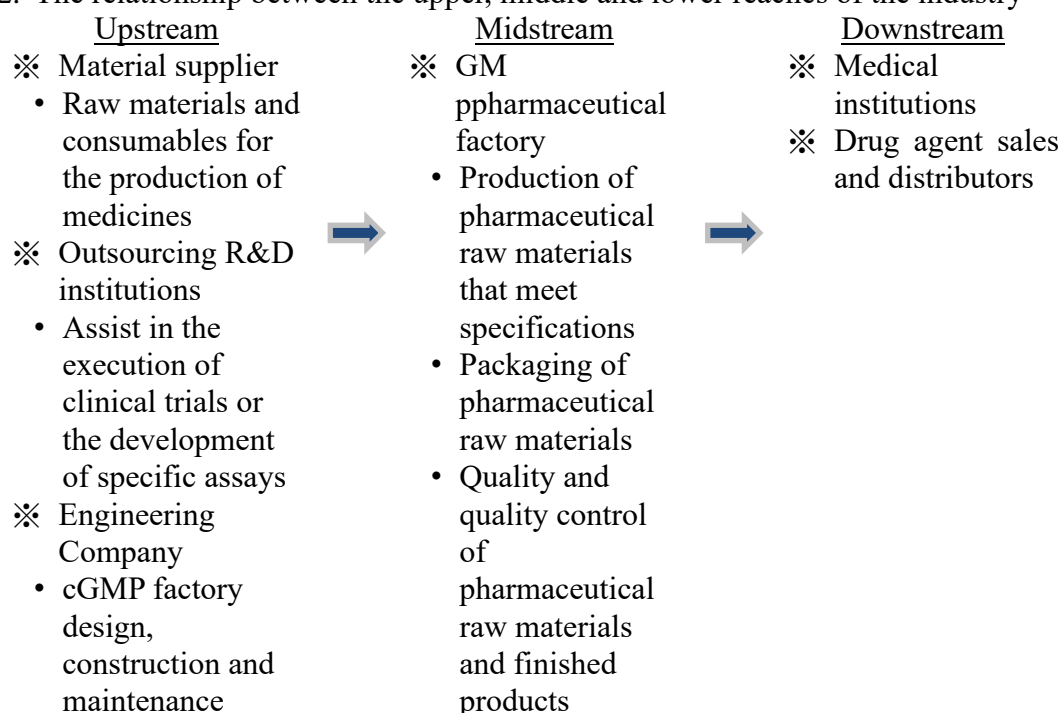 2. The relationship between the upper, middle and lower reaches of the industry
Upstream
※ Material supplier
• Raw materials and
consumables for
the production of
medicines
※ Outsourcing R&D
institutions
• Assist in the
execution of
clinical trials or
the development
of specific assays
※ Engineering
Company
• cGMP factory
design,
construction and
maintenance
Midstream
※ GM
ppharmaceutical
factory
• Production of
pharmaceutical
raw materials
that meet
specifications
• Packaging of
pharmaceutical
raw materials
• Quality and
quality control
of
pharmaceutical
raw materials
and finished
products
Downstream
※ Medical
institutions
※ Drug agent sales
and distributors